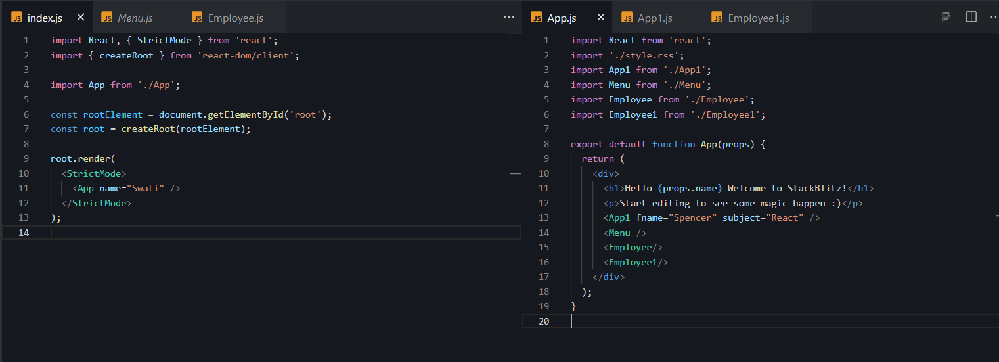 JS index.js × JS Menu.js JS Employee.js ···
1 import React, { StrictMode } from 'react';
2 import { createRoot } from 'react-dom/client';
3
4 import App from './App';
5
6 const rootElement = document.getElementById('root');
7 const root = createRoot(rootElement);
8
9 root.render(
10 <StrictMode>
11 <App name="Swati" />
12 </StrictMode>
13 );
14
JS App.js × JS App1.js JS Employee1.js
1 import React from 'react';
2 import './style.css';
3 import App1 from './App1';
4 import Menu from './Menu';
5 import Employee from './Employee';
6 import Employee1 from './Employee1';
7
8 export default function App(props) {
9 return (
10 <div>
11 <h1>Hello {props.name} Welcome to StackBlitz!</h1>
12 <p>Start editing to see some magic happen :)</p>
13 <App1 fname="Spencer" subject="React" />
14 <Menu />
15 <Employee/>
16 <Employee1/>
17 </div>
18 );
19 }
20